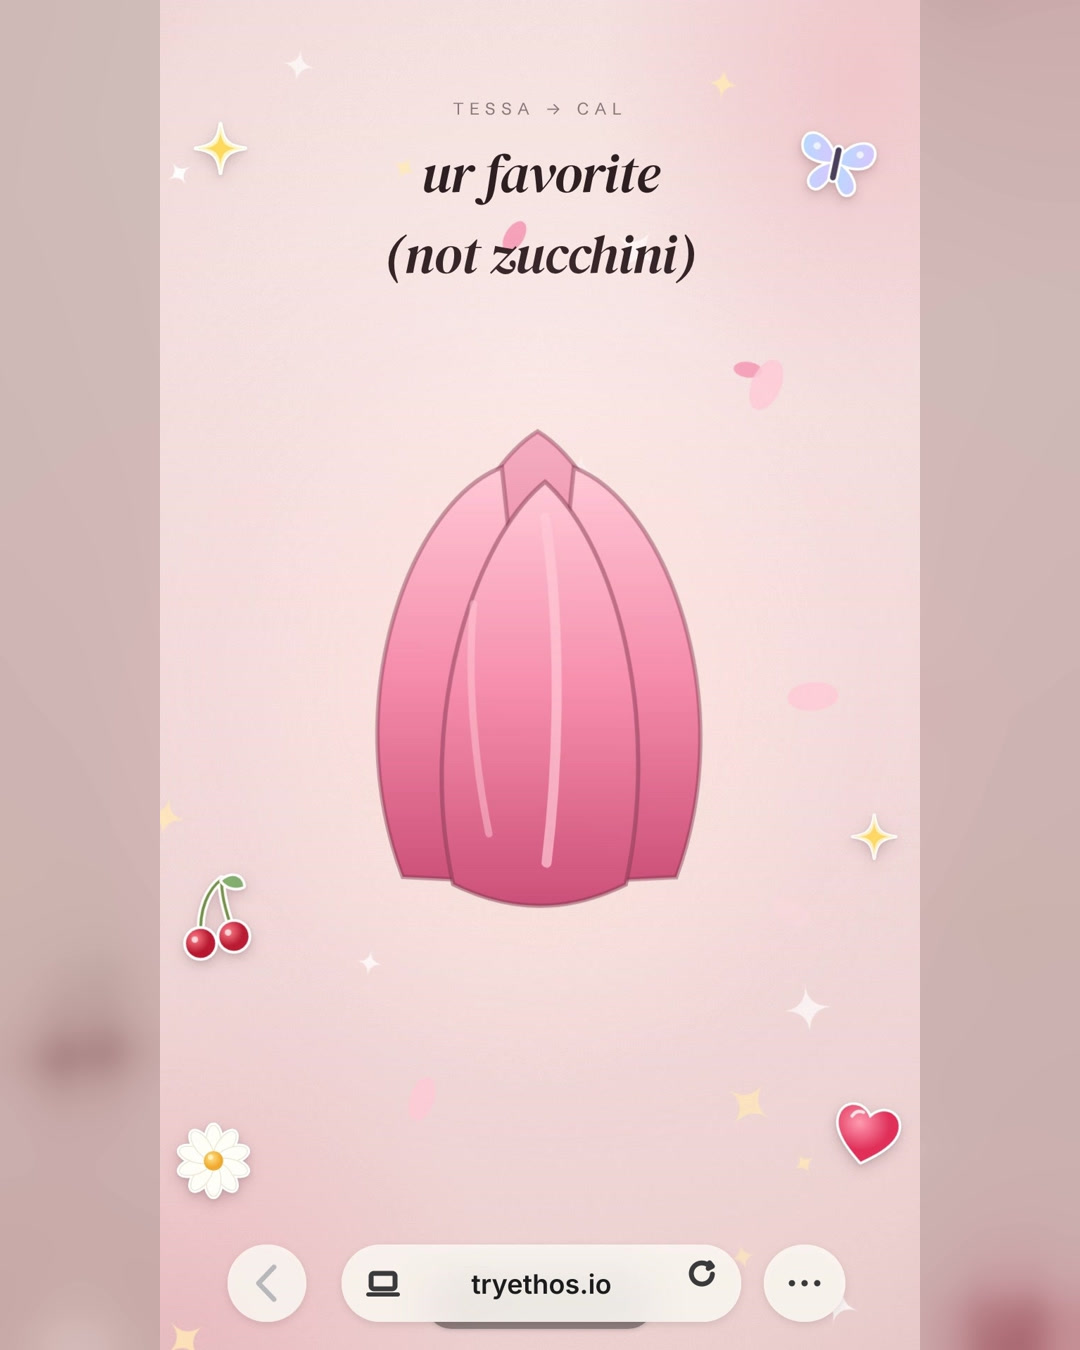 TESSA → CAL
ur favorite
(not zucchini)
tryethos.io